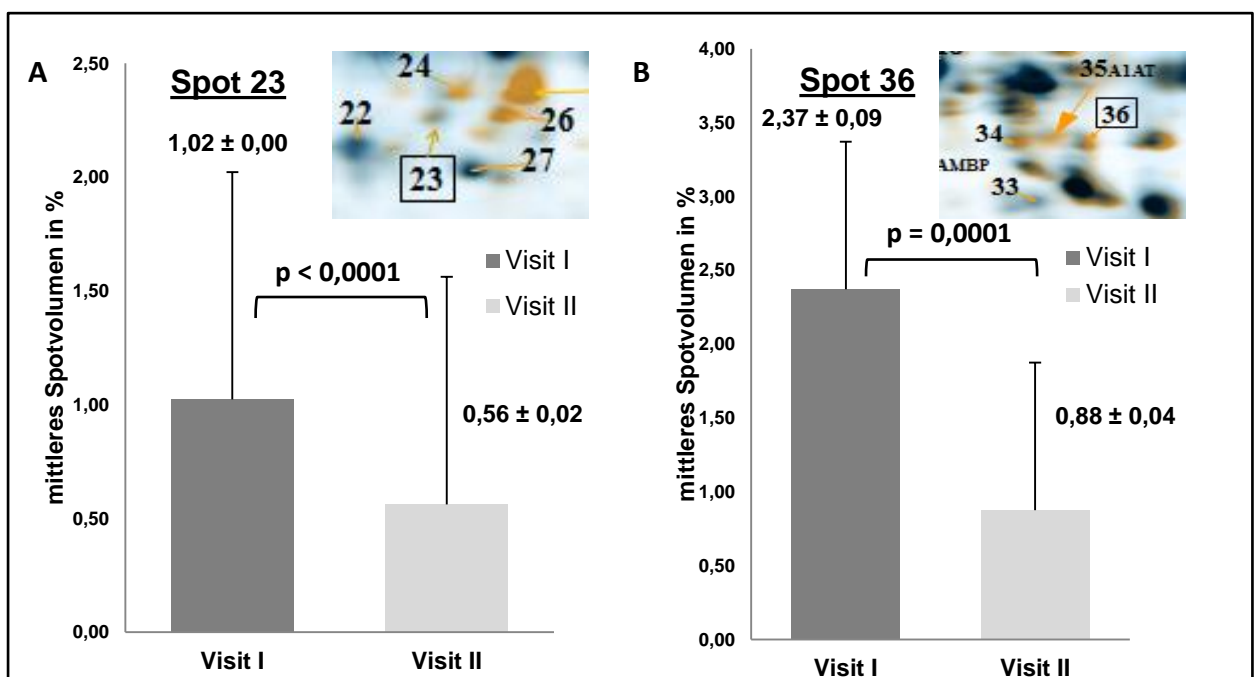 A
Spot 23
1,02 ± 0,00
mittleres Spotvolumen in %
2,50
2,00
1,50
1,00
0,50
0,00
22
24
26
23
27
Visit I
Visit II
p < 0,0001
0,56 ± 0,02
Visit I
Visit II
B
Spot 36
2,37 ± 0,09
mittleres Spotvolumen in %
4,00
3,50
3,00
2,50
2,00
1,50
1,00
0,50
0,00
35A1AT
36
34
AMBP
33
p = 0,0001
Visit I
Visit II
0,88 ± 0,04
Visit I
Visit II